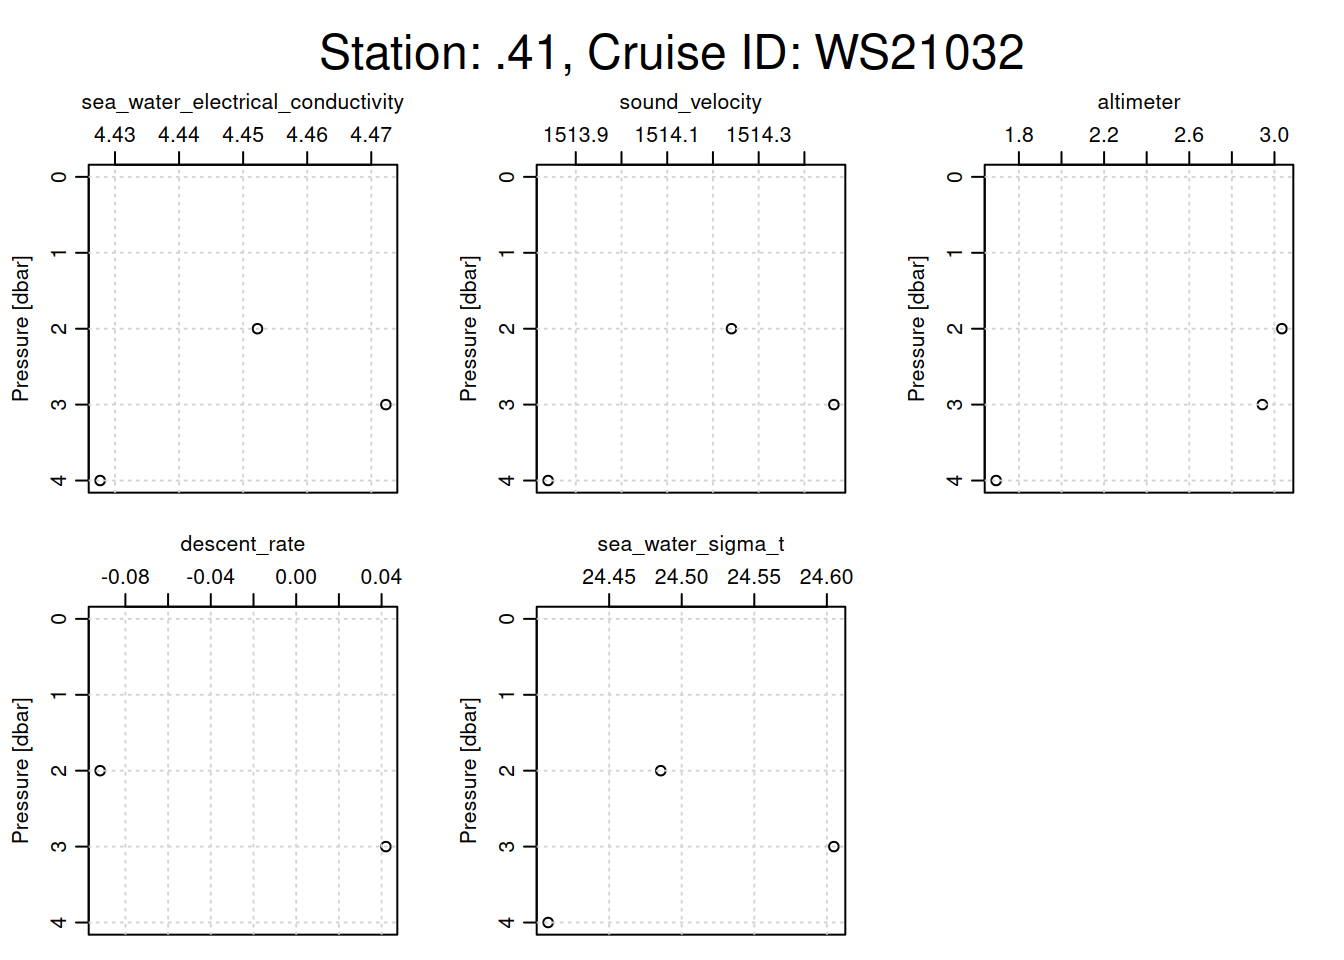 Station: .41, Cruise ID: WS21032
sea_water_electrical_conductivity
4.43 4.44 4.45 4.46 4.47
Pressure [dbar]
0
1
2
3
4
sound_velocity
1513.9 1514.1 1514.3
Pressure [dbar]
0
1
2
3
4
altimeter
1.8 2.2 2.6 3.0
Pressure [dbar]
0
1
2
3
4
descent_rate
-0.08 -0.04 0.00 0.04
Pressure [dbar]
0
1
2
3
4
sea_water_sigma_t
24.45 24.50 24.55 24.60
Pressure [dbar]
0
1
2
3
4